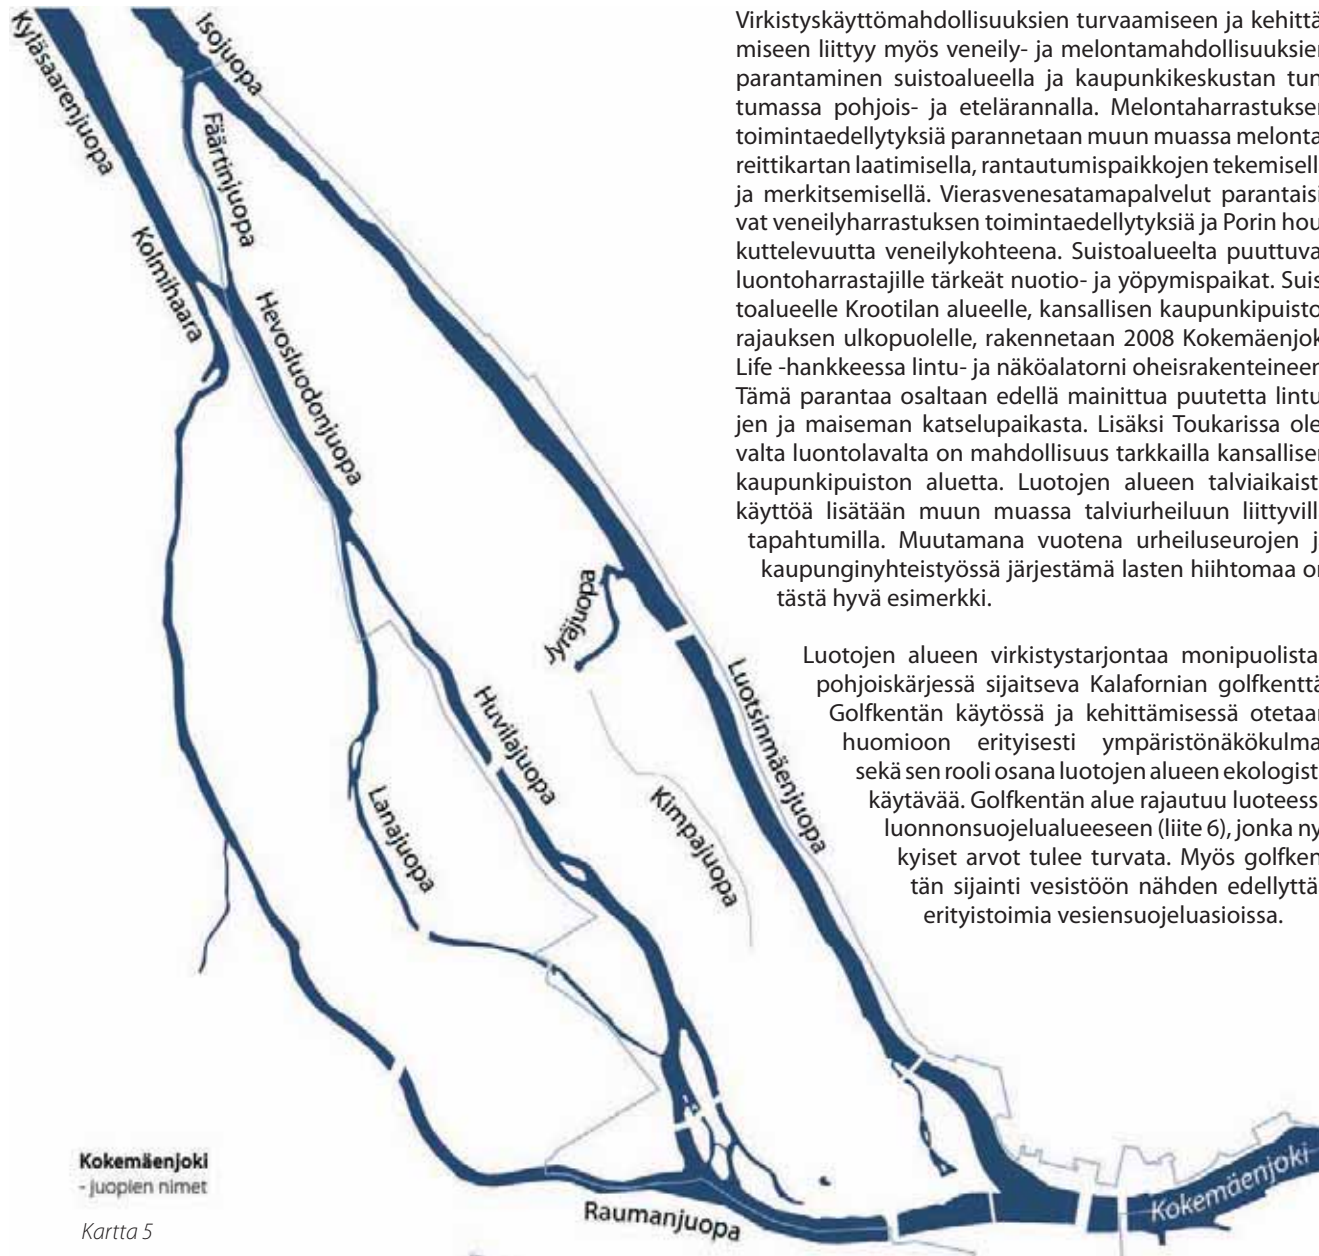 Virkistyskäyttömahdollisuuksien turvaamiseen ja kehittä
miseen liittyy myös veneily- ja melontamahdollisuuksien
parantaminen suistoalueella ja kaupunkikeskustan tun
tumassa pohjois- ja etelärannalla. Melontaharrastuksen
toimintaedellytyksiä parannetaan muun muassa melonta
reittikartan laatimisella, rantautumispaikkojen tekemisell
ja merkitsemisellä. Vierasvenesatamapalvelut parantaisi
vat veneilyharrastuksen toimintaedellytyksiä ja Porin hou
kuttelevuutta veneilykohteena. Suistoalueelta puuttuva
luontoharrastajille tärkeät nuotio- ja yöpymispaikat. Suis
toalueelle Krootilan alueelle, kansallisen kaupunkipuisto
rajauksen ulkopuolelle, rakennetaan 2008 Kokemäenjok
Life -hankkeessa lintu- ja näköalatorni oheisrakenteineen
Tämä parantaa osaltaan edellä mainittua puutetta lintu
jen ja maiseman katselupaikasta. Lisäksi Toukarissa ole
valta luontolavalta on mahdollisuus tarkkailla kansallisen
kaupunkipuiston aluetta. Luotojen alueen talviaikaist
käyttöä lisätään muun muassa talviurheiluun liittyvill
tapahtumilla. Muutamana vuotena urheiluseurojen j
kaupunginyhteistyössä järjestämä lasten hiihtomaa on
tästä hyvä esimerkki.
Luotojen alueen virkistystarjontaa monipuolista
pohjoiskärjessä sijaitseva Kalafornian golfkenttä
Golfkentän käytössä ja kehittämisessä otetaan
huomioon erityisesti ympäristönäkökulma
sekä sen rooli osana luotojen alueen ekologist
käytävää. Golfkentän alue rajautuu luoteess
luonnonsuojelualueeseen (liite 6), jonka ny
kyiset arvot tulee turvata. Myös golfken
tän sijainti vesistöön nähden edellyttä
erityistoimia vesiensuojeluasioissa.
Kyläsaarenjuopa
Isojuopa
Fäärtinjuopa
Kolmihaara
Hevosluodonjuopa
Jyräjuopa
Luotsinmäenjuopa
Huvilajuopa
Kimpajuopa
Lanajuopa
Raumanjuopa
Kokemäenjoki
Kokemäenjoki
- juopien nimet
Kartta 5